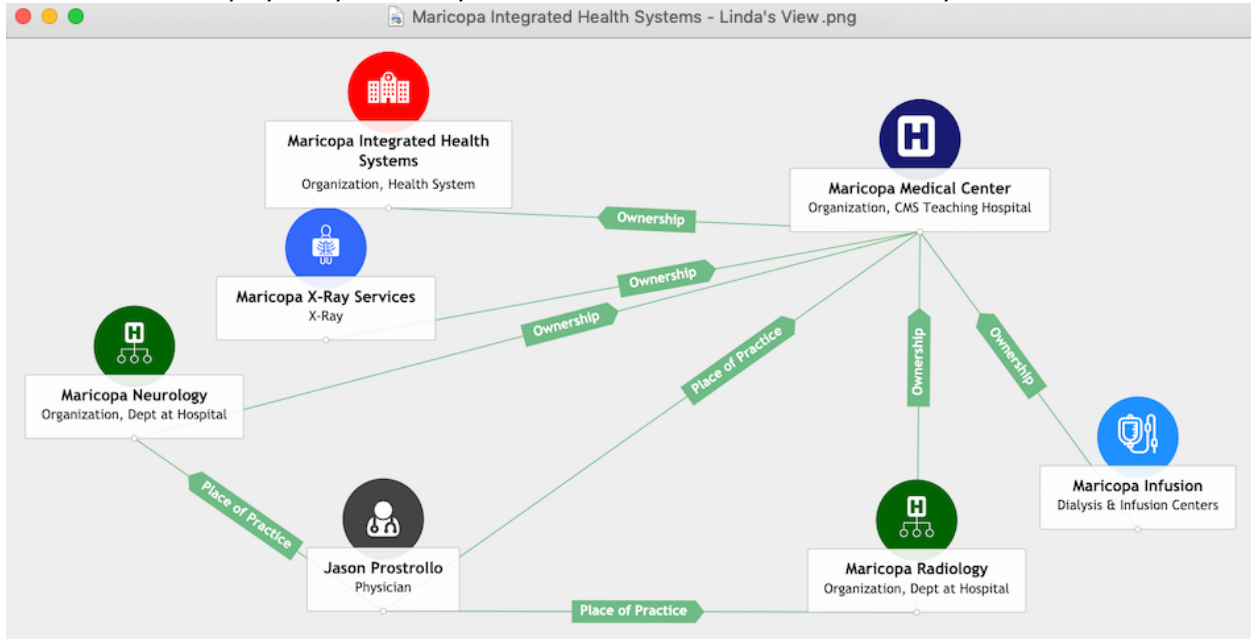 Maricopa Integrated Health Systems - Linda's View.png
Maricopa Integrated Health
Systems
Organization, Health System
H
Maricopa Medical Center
Organization, CMS Teaching Hospital
Ownership
Maricopa X-Ray Services
X-Ray
Ownership
Ownership
H
Maricopa Neurology
Organization, Dept at Hospital
Place of Practice
Ownership
Ownership
Place of Practice
Jason Prostrollo
Physician
Place of Practice
H
Maricopa Radiology
Organization, Dept at Hospital
Maricopa Infusion
Dialysis & Infusion Centers